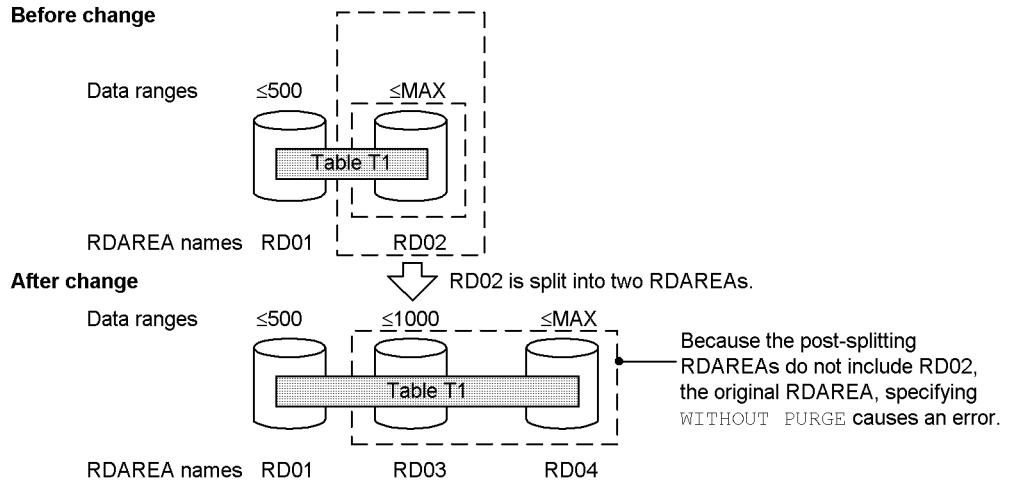 Before change
Data ranges ≤500 ≤MAX
Table T1
RDAREA names RD01 RD02
After change
RD02 is split into two RDAREAs.
Data ranges ≤500 ≤1000 ≤MAX
Table T1
RDAREA names RD01 RD03 RD04
Because the post-splitting
RDAREAs do not include RD02,
the original RDAREA, specifying
WITHOUT PURGE causes an error.